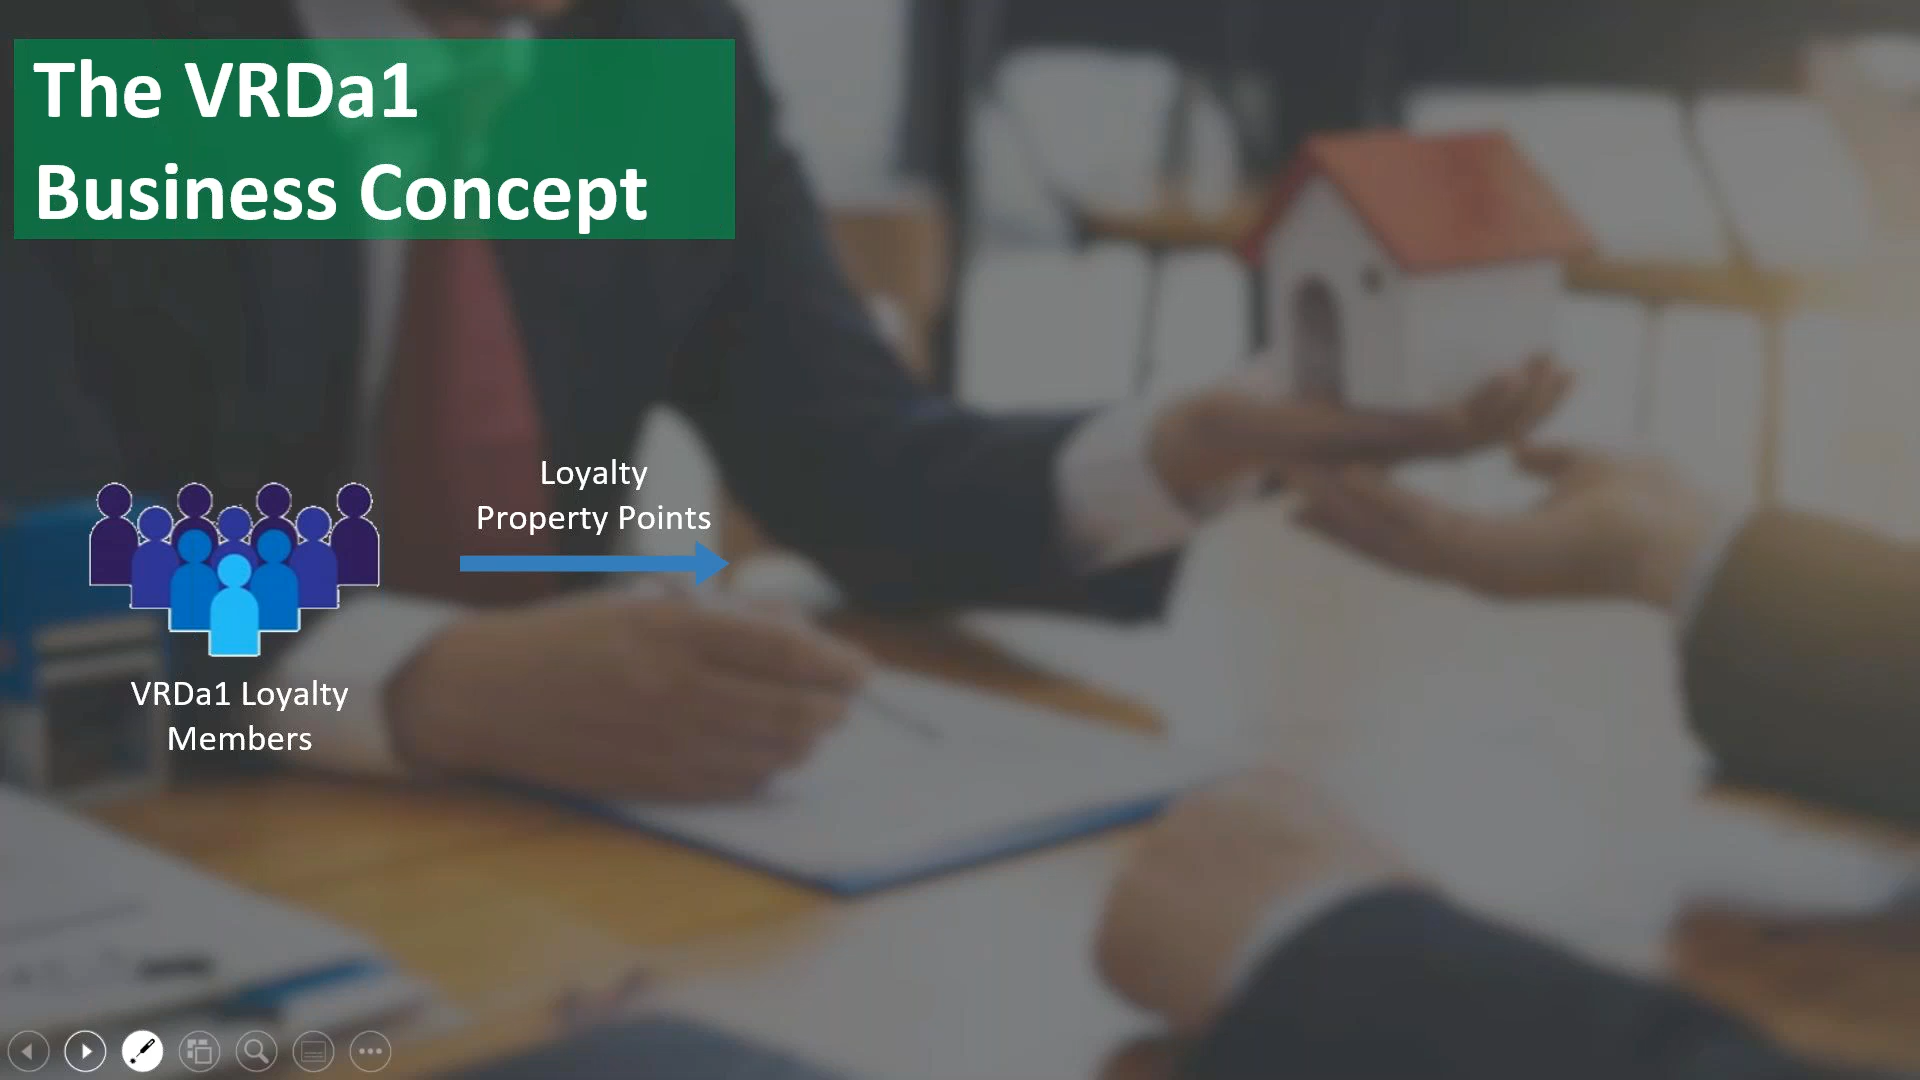 The VRDa1
Business Concept
Loyalty
Property Points
VRDa1 Loyalty
Members